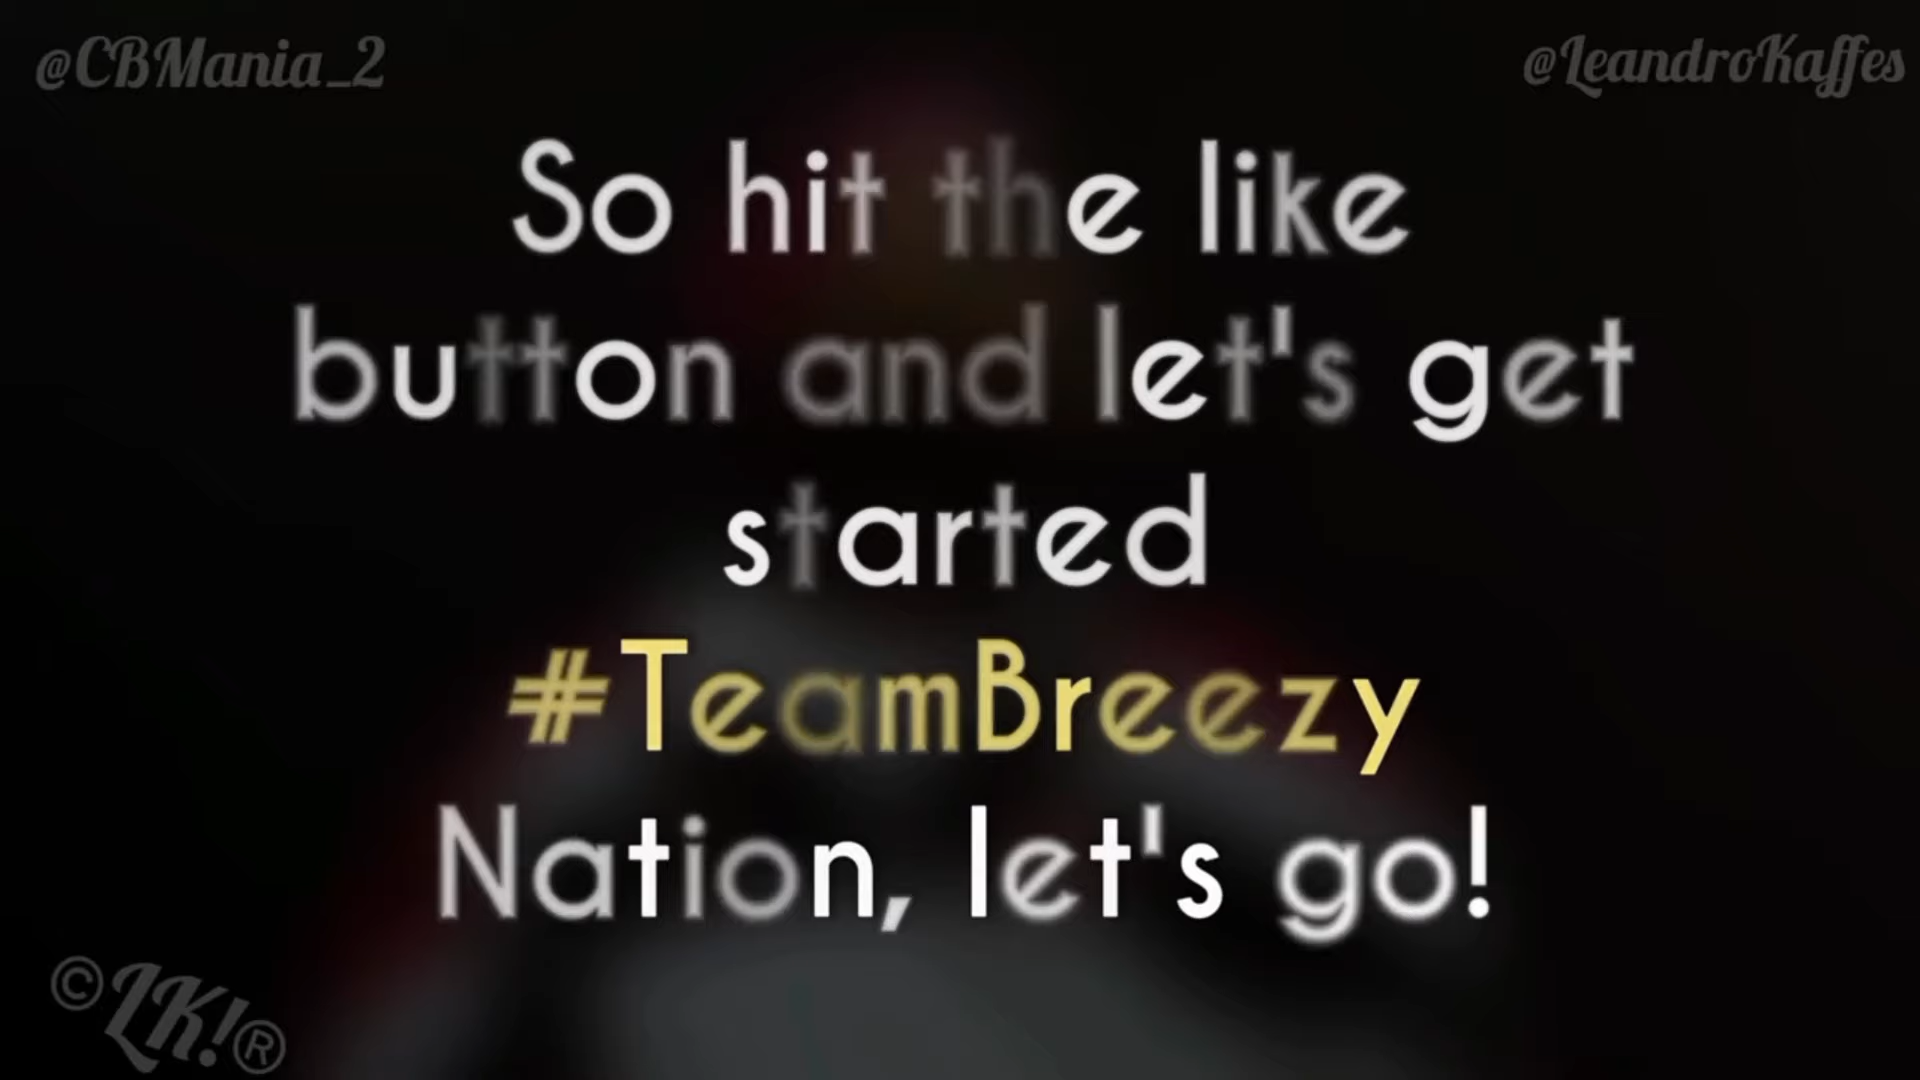 @CBMania_2
@LeandroKaffes
So hit the like
button and let's get
started
#TeamBreezy
Nation, let's go!
©LK!®